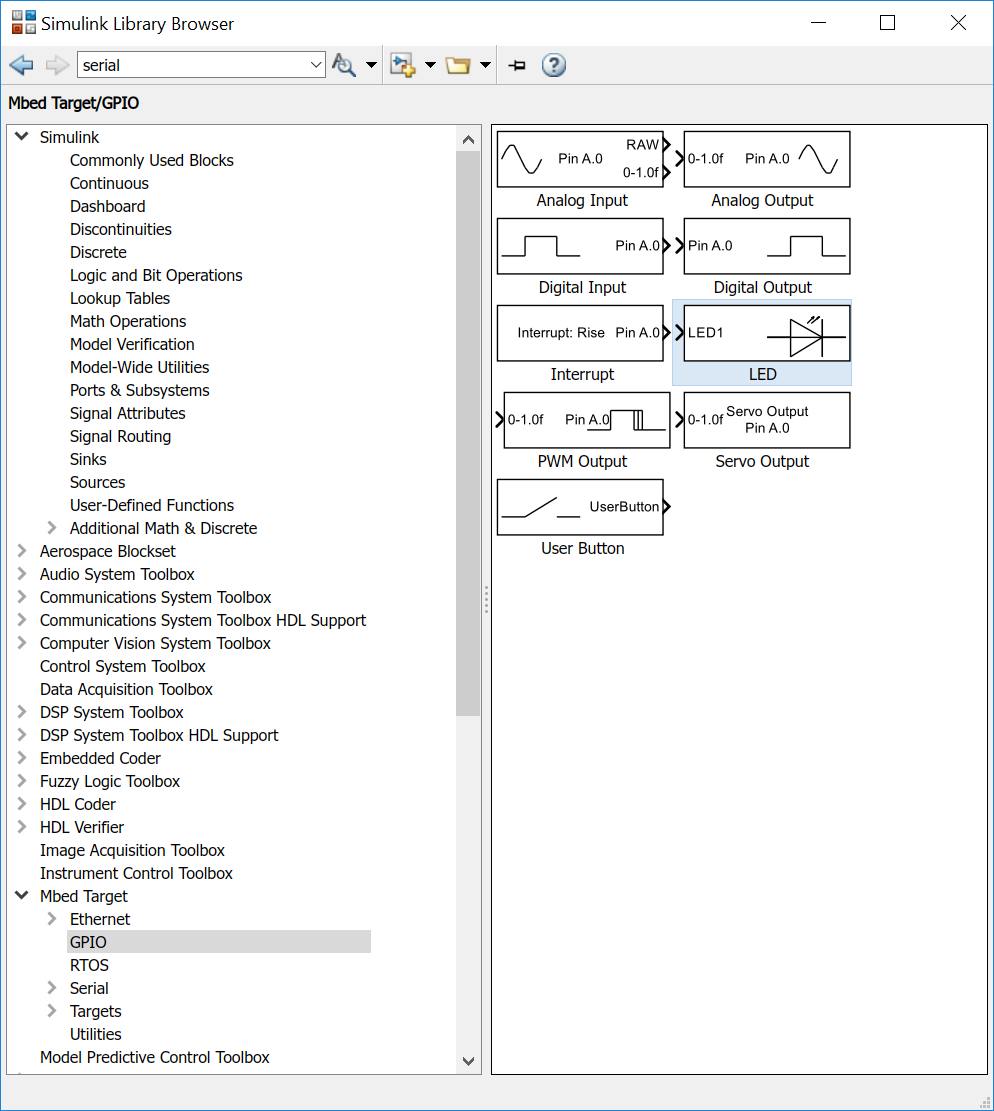 Simulink Library Browser
serial
Mbed Target/GPIO
Simulink
Commonly Used Blocks
Continuous
Dashboard
Discontinuities
Discrete
Logic and Bit Operations
Lookup Tables
Math Operations
Model Verification
Model-Wide Utilities
Ports & Subsystems
Signal Attributes
Signal Routing
Sinks
Sources
User-Defined Functions
Additional Math & Discrete
Aerospace Blockset
Audio System Toolbox
Communications System Toolbox
Communications System Toolbox HDL Support
Computer Vision System Toolbox
Control System Toolbox
Data Acquisition Toolbox
DSP System Toolbox
DSP System Toolbox HDL Support
Embedded Coder
Fuzzy Logic Toolbox
HDL Coder
HDL Verifier
Image Acquisition Toolbox
Instrument Control Toolbox
Mbed Target
Ethernet
GPIO
RTOS
Serial
Targets
Utilities
Model Predictive Control Toolbox
RAW
Pin A.0
0-1.0f
Analog Input
0-1.0f Pin A.0
Analog Output
Pin A.0
Digital Input
Pin A.0
Digital Output
Interrupt: Rise Pin A.0
Interrupt
LED1
LED
0-1.0f Pin A.0
PWM Output
0-1.0f Servo Output
Pin A.0
Servo Output
UserButton
User Button